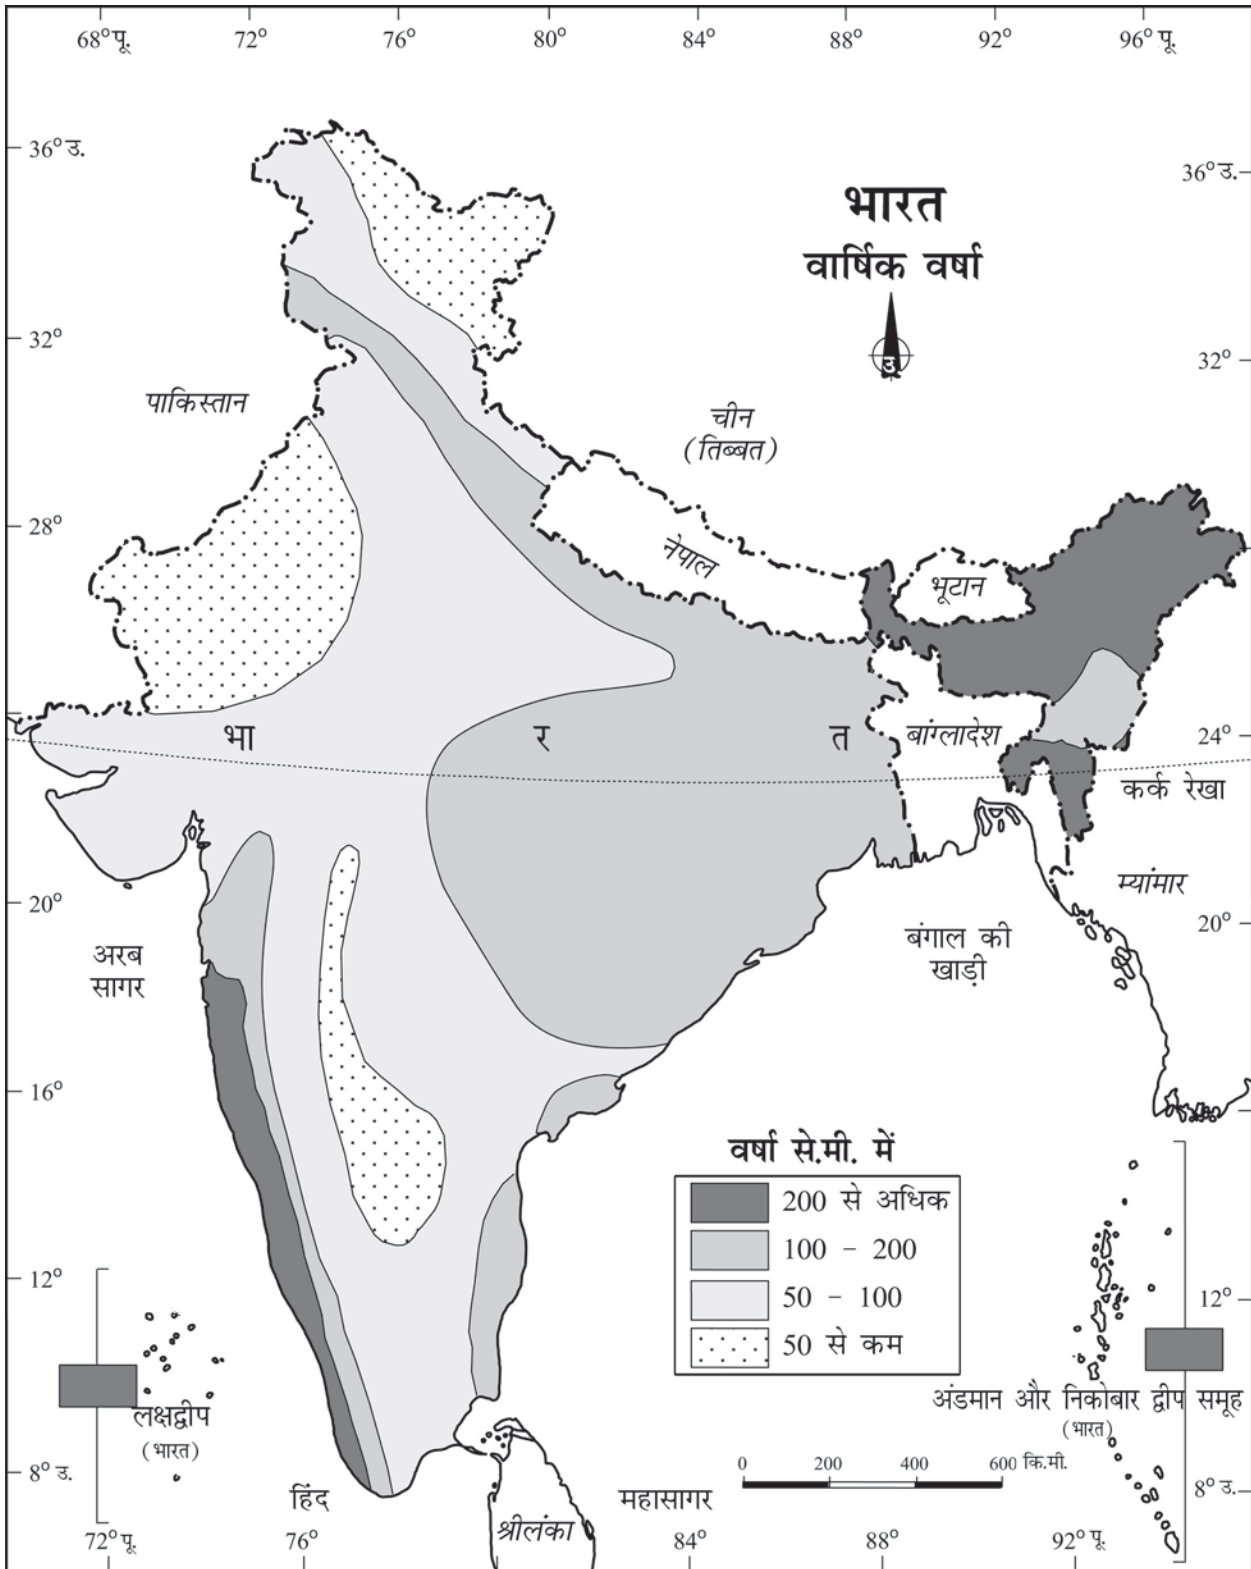 68° पू.
72°
76°
80°
84°
88°
92°
96° पू.
36° उ.
36° उ.
भारत
वार्षिक वर्षा
उ
32°
32°
पाकिस्तान
चीन
(तिब्बत)
28°
नेपाल
भूटान
भा र त
बांग्लादेश
24°
कर्क रेखा
म्यांमार
20°
20°
अरब
सागर
बंगाल की
खाड़ी
16°
वर्षा से.मी. में
200 से अधिक
100 – 200
50 – 100
50 से कम
12°
12°
लक्षद्वीप
(भारत)
अंडमान और निकोबार द्वीप समूह
(भारत)
0 200 400 600 कि.मी.
8° उ.
8° उ.
हिंद
महासागर
श्रीलंका
72° पू.
76°
84°
88°
92° पू.